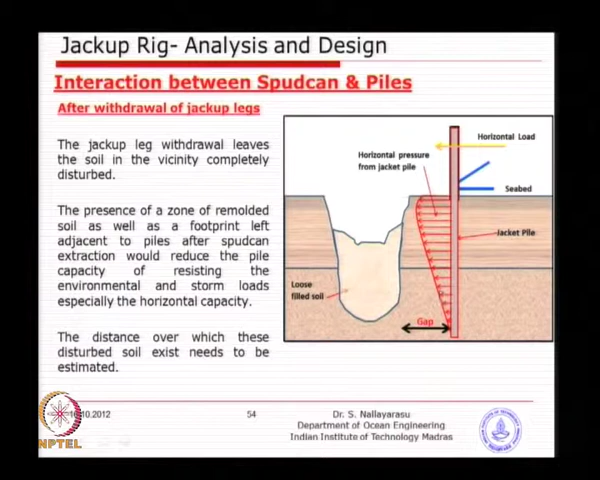 Jackup Rig- Analysis and Design
Interaction between Spudcan & Piles
After withdrawal of jackup legs
The jackup leg withdrawal leaves
the soil in the vicinity completely
disturbed.
The presence of a zone of remolded
soil as well as a footprint left
adjacent to piles after spudcan
extraction would reduce the pile
capacity of resisting the
environmental and storm loads
especially the horizontal capacity.
The distance over which these
disturbed soil exist needs to be
estimated.
Horizontal Load
Horizontal pressure
from jacket pile
Seabed
Jacket Pile
Loose
filled soil
Gap
10.2012
54
Dr. S. Nallayarasu
Department of Ocean Engineering
Indian Institute of Technology Madras
NPTEL